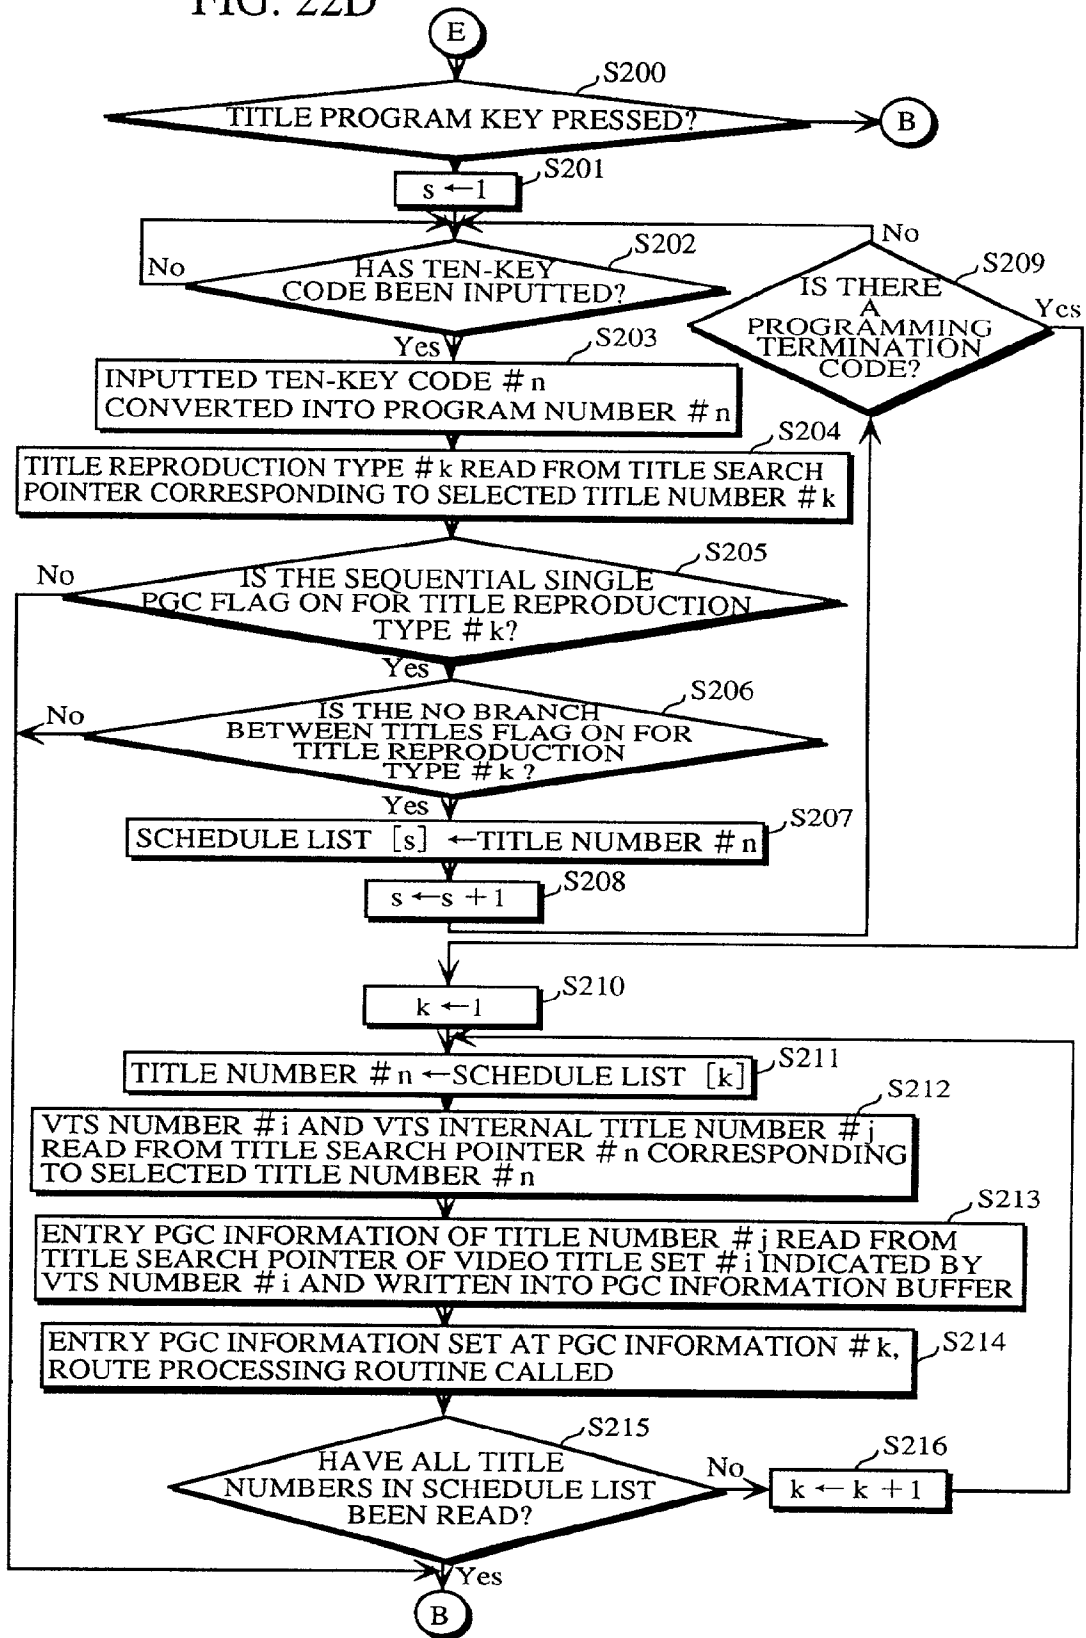 FIG. 22D
E
S200
TITLE PROGRAM KEY PRESSED?
B
S201
s ←1
S202
No
HAS TEN-KEY
CODE BEEN INPUTTED?
No
S209
IS THERE
A
PROGRAMMING
TERMINATION
CODE?
Yes
Yes
S203
INPUTTED TEN-KEY CODE #n
CONVERTED INTO PROGRAM NUMBER #n
S204
TITLE REPRODUCTION TYPE #k READ FROM TITLE SEARCH
POINTER CORRESPONDING TO SELECTED TITLE NUMBER #k
S205
No
IS THE SEQUENTIAL SINGLE
PGC FLAG ON FOR TITLE REPRODUCTION
TYPE #k?
Yes
S206
No
IS THE NO BRANCH
BETWEEN TITLES FLAG ON FOR
TITLE REPRODUCTION
TYPE #k ?
Yes
S207
SCHEDULE LIST [s] ←TITLE NUMBER #n
S208
s ←s +1
S210
k ←1
S211
TITLE NUMBER #n ←SCHEDULE LIST [k]
S212
VTS NUMBER #i AND VTS INTERNAL TITLE NUMBER #j
READ FROM TITLE SEARCH POINTER #n CORRESPONDING
TO SELECTED TITLE NUMBER #n
S213
ENTRY PGC INFORMATION OF TITLE NUMBER #j READ FROM
TITLE SEARCH POINTER OF VIDEO TITLE SET #i INDICATED BY
VTS NUMBER #i AND WRITTEN INTO PGC INFORMATION BUFFER
S214
ENTRY PGC INFORMATION SET AT PGC INFORMATION #k,
ROUTE PROCESSING ROUTINE CALLED
S215
HAVE ALL TITLE
NUMBERS IN SCHEDULE LIST
BEEN READ?
No
S216
k ← k +1
Yes
B